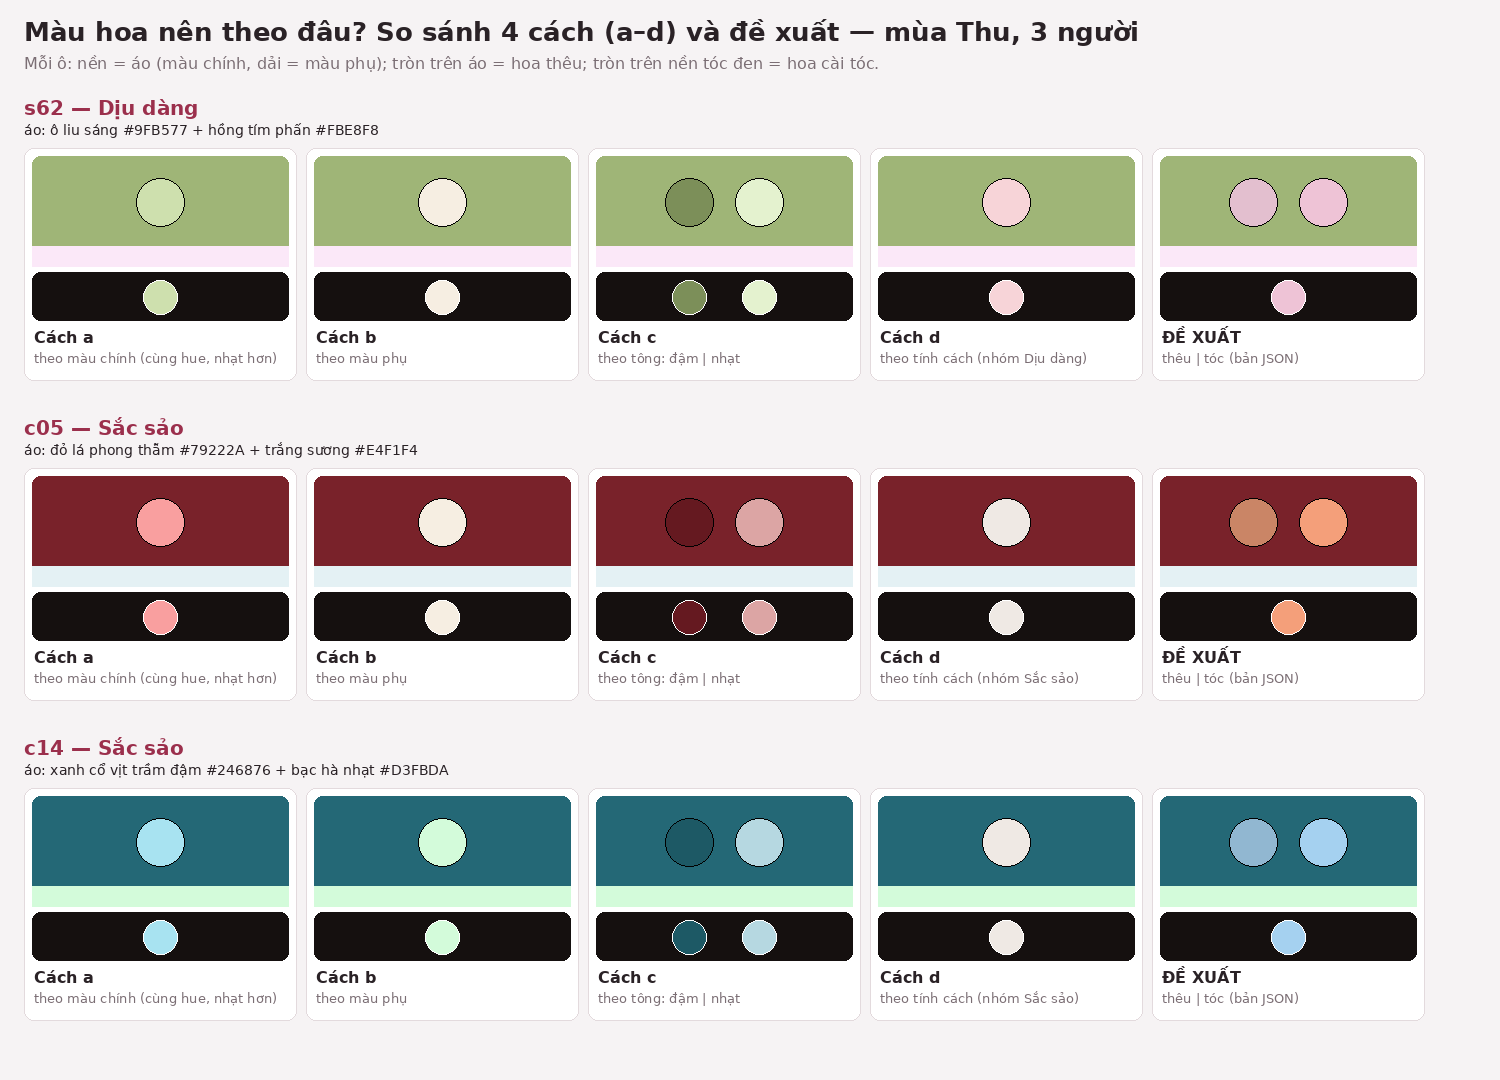 Màu hoa nên theo đâu? So sánh 4 cách (a–d) và đề xuất — mùa Thu, 3 người
Mỗi ô: nền = áo (màu chính, dải = màu phụ); tròn trên áo = hoa thêu; tròn trên nền tóc đen = hoa cài tóc.
s62 — Dịu dàng
áo: ô liu sáng #9FB577 + hồng tím phấn #FBE8F8
Cách a
theo màu chính (cùng hue, nhạt hơn)
Cách b
theo màu phụ
Cách c
theo tông: đậm | nhạt
Cách d
theo tính cách (nhóm Dịu dàng)
ĐỀ XUẤT
thêu | tóc (bản JSON)
c05 — Sắc sảo
áo: đỏ lá phong thẫm #79222A + trắng sương #E4F1F4
Cách a
theo màu chính (cùng hue, nhạt hơn)
Cách b
theo màu phụ
Cách c
theo tông: đậm | nhạt
Cách d
theo tính cách (nhóm Sắc sảo)
ĐỀ XUẤT
thêu | tóc (bản JSON)
c14 — Sắc sảo
áo: xanh cổ vịt trầm đậm #246876 + bạc hà nhạt #D3FBDA
Cách a
theo màu chính (cùng hue, nhạt hơn)
Cách b
theo màu phụ
Cách c
theo tông: đậm | nhạt
Cách d
theo tính cách (nhóm Sắc sảo)
ĐỀ XUẤT
thêu | tóc (bản JSON)